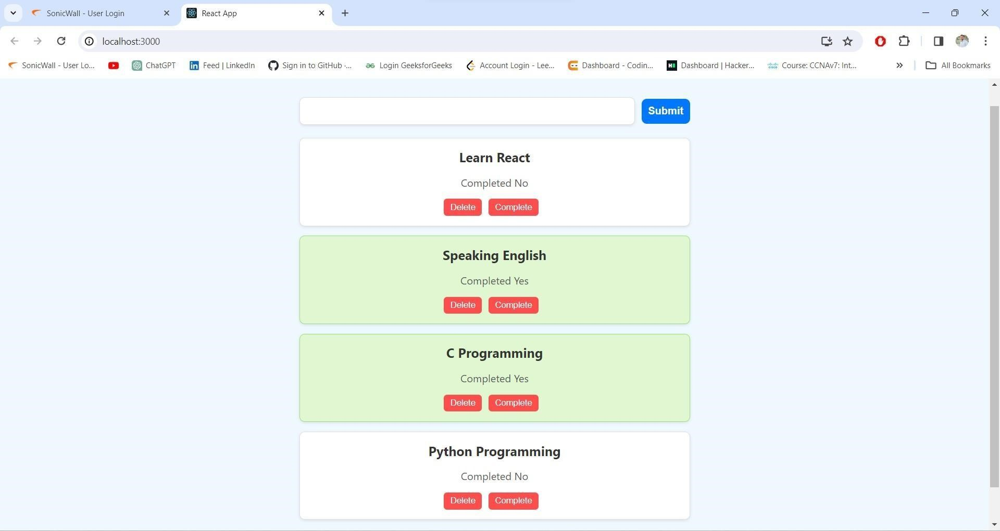 SonicWall - User Login
React App
localhost:3000
SonicWall - User Lo...
ChatGPT
Feed | LinkedIn
Sign in to GitHub ·...
Login GeeksforGeeks
Account Login - Lee...
Dashboard - Codin...
Dashboard | Hacker...
Course: CCNAv7: Int...
All Bookmarks
Submit
Learn React
Completed No
Delete Complete
Speaking English
Completed Yes
Delete Complete
C Programming
Completed Yes
Delete Complete
Python Programming
Completed No
Delete Complete